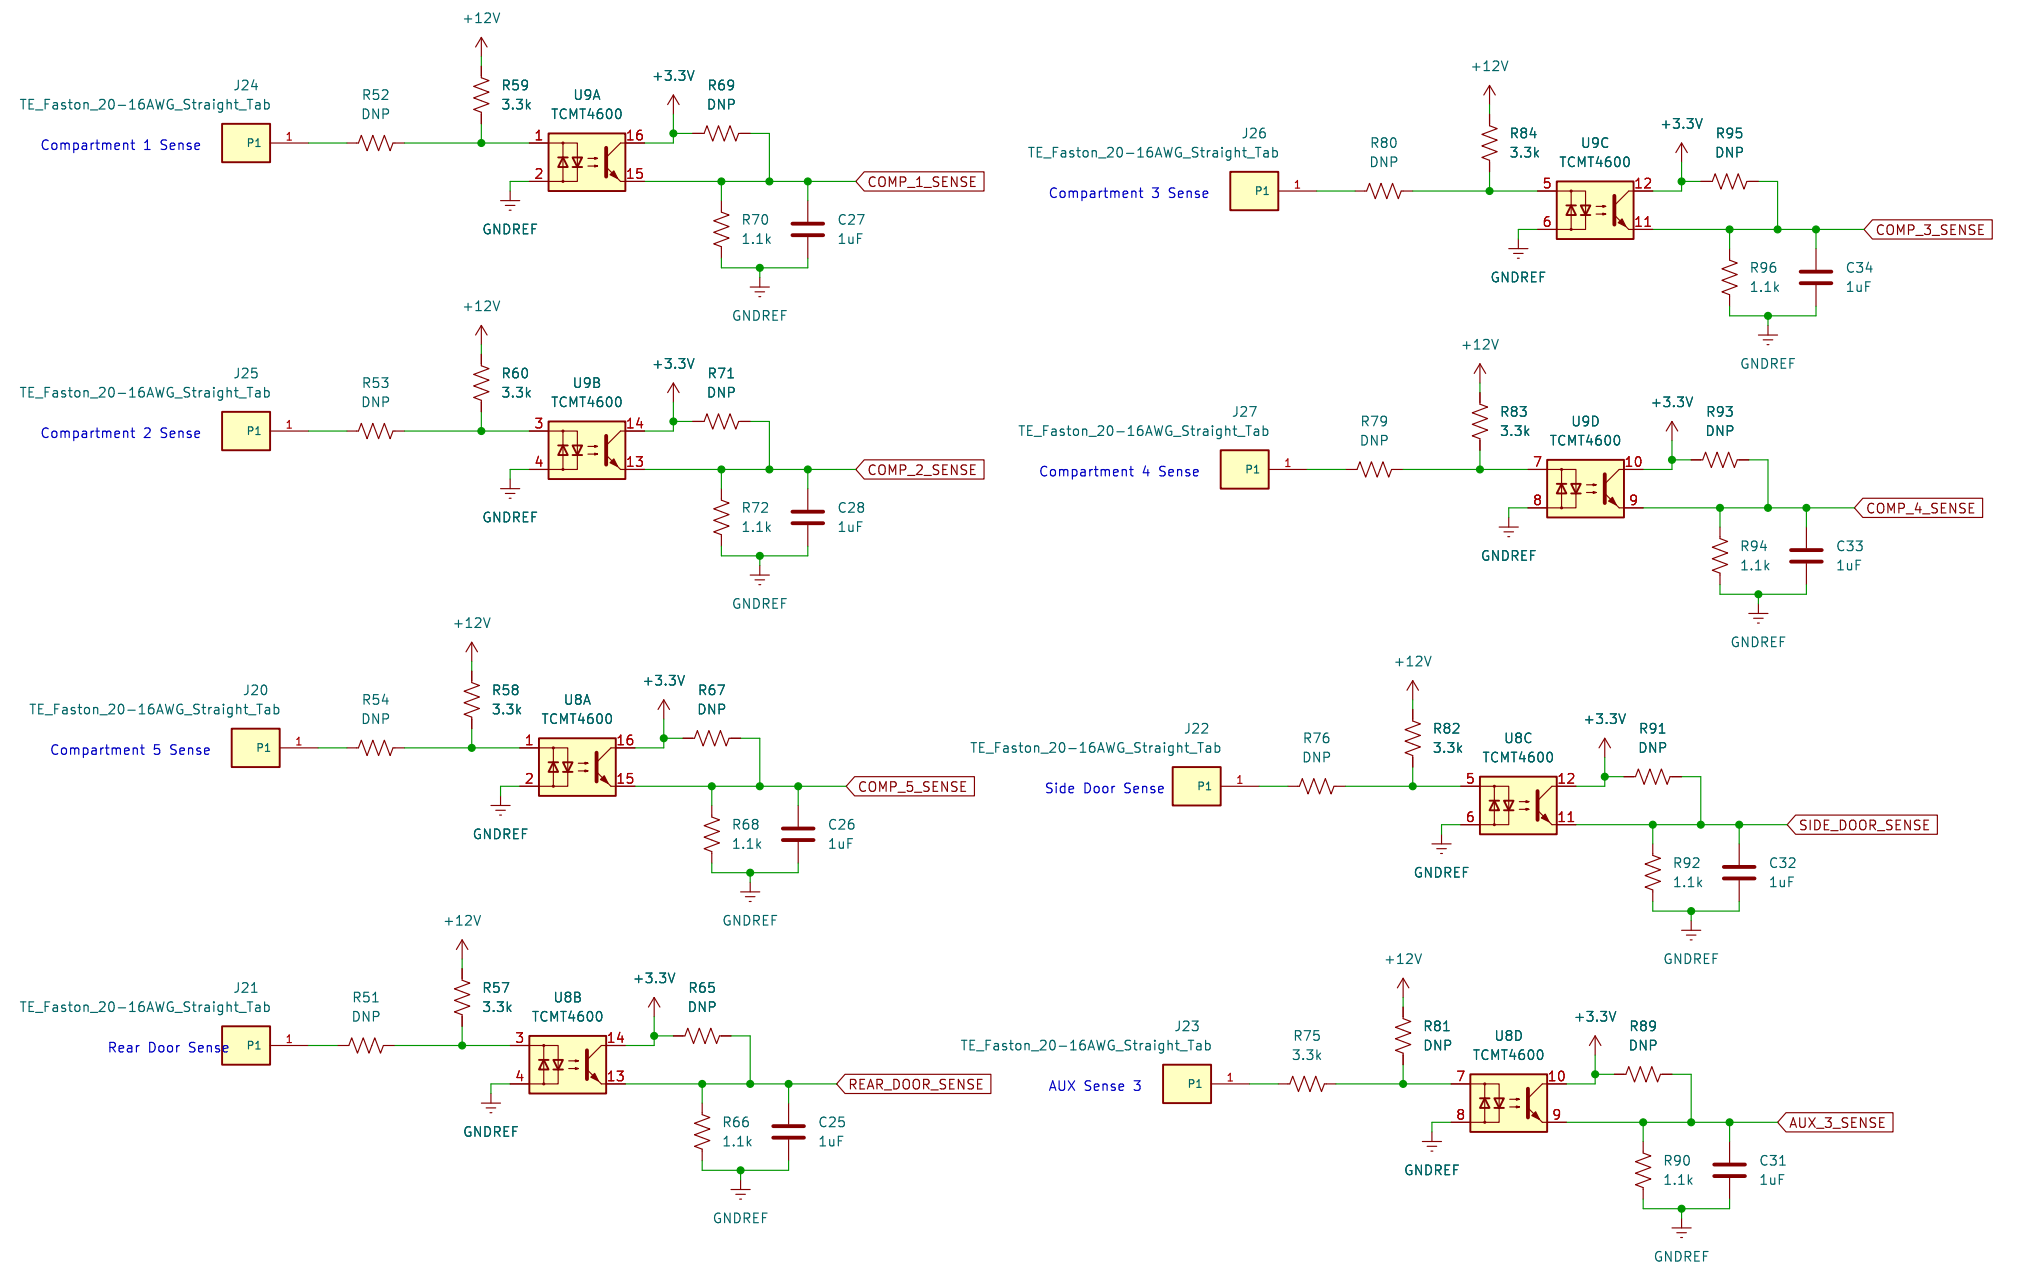 +12V
J24
TE_Faston_20-16AWG_Straight_Tab
Compartment 1 Sense
P1
1
R52
DNP
R59
3.3k
U9A
TCMT4600
1
2
16
15
+3.3V
R69
DNP
COMP_1_SENSE
GNDREF
R70
1.1k
C27
1uF
GNDREF
+12V
J26
TE_Faston_20-16AWG_Straight_Tab
Compartment 3 Sense
P1
1
R80
DNP
R84
3.3k
U9C
TCMT4600
5
6
12
11
+3.3V
R95
DNP
COMP_3_SENSE
GNDREF
R96
1.1k
C34
1uF
GNDREF
+12V
J25
TE_Faston_20-16AWG_Straight_Tab
Compartment 2 Sense
P1
1
R53
DNP
R60
3.3k
U9B
TCMT4600
3
4
14
13
+3.3V
R71
DNP
COMP_2_SENSE
GNDREF
R72
1.1k
C28
1uF
GNDREF
+12V
J27
TE_Faston_20-16AWG_Straight_Tab
Compartment 4 Sense
P1
1
R79
DNP
R83
3.3k
U9D
TCMT4600
7
8
10
9
+3.3V
R93
DNP
COMP_4_SENSE
GNDREF
R94
1.1k
C33
1uF
GNDREF
+12V
J20
TE_Faston_20-16AWG_Straight_Tab
Compartment 5 Sense
P1
1
R54
DNP
R58
3.3k
U8A
TCMT4600
1
2
16
15
+3.3V
R67
DNP
COMP_5_SENSE
GNDREF
R68
1.1k
C26
1uF
GNDREF
+12V
J22
TE_Faston_20-16AWG_Straight_Tab
Side Door Sense
P1
1
R76
DNP
R82
3.3k
U8C
TCMT4600
5
6
12
11
+3.3V
R91
DNP
SIDE_DOOR_SENSE
GNDREF
R92
1.1k
C32
1uF
GNDREF
+12V
J21
TE_Faston_20-16AWG_Straight_Tab
Rear Door Sense
P1
1
R51
DNP
R57
3.3k
U8B
TCMT4600
3
4
14
13
+3.3V
R65
DNP
REAR_DOOR_SENSE
GNDREF
R66
1.1k
C25
1uF
GNDREF
+12V
J23
TE_Faston_20-16AWG_Straight_Tab
AUX Sense 3
P1
1
R75
3.3k
R81
DNP
U8D
TCMT4600
7
8
10
9
+3.3V
R89
DNP
AUX_3_SENSE
GNDREF
R90
1.1k
C31
1uF
GNDREF